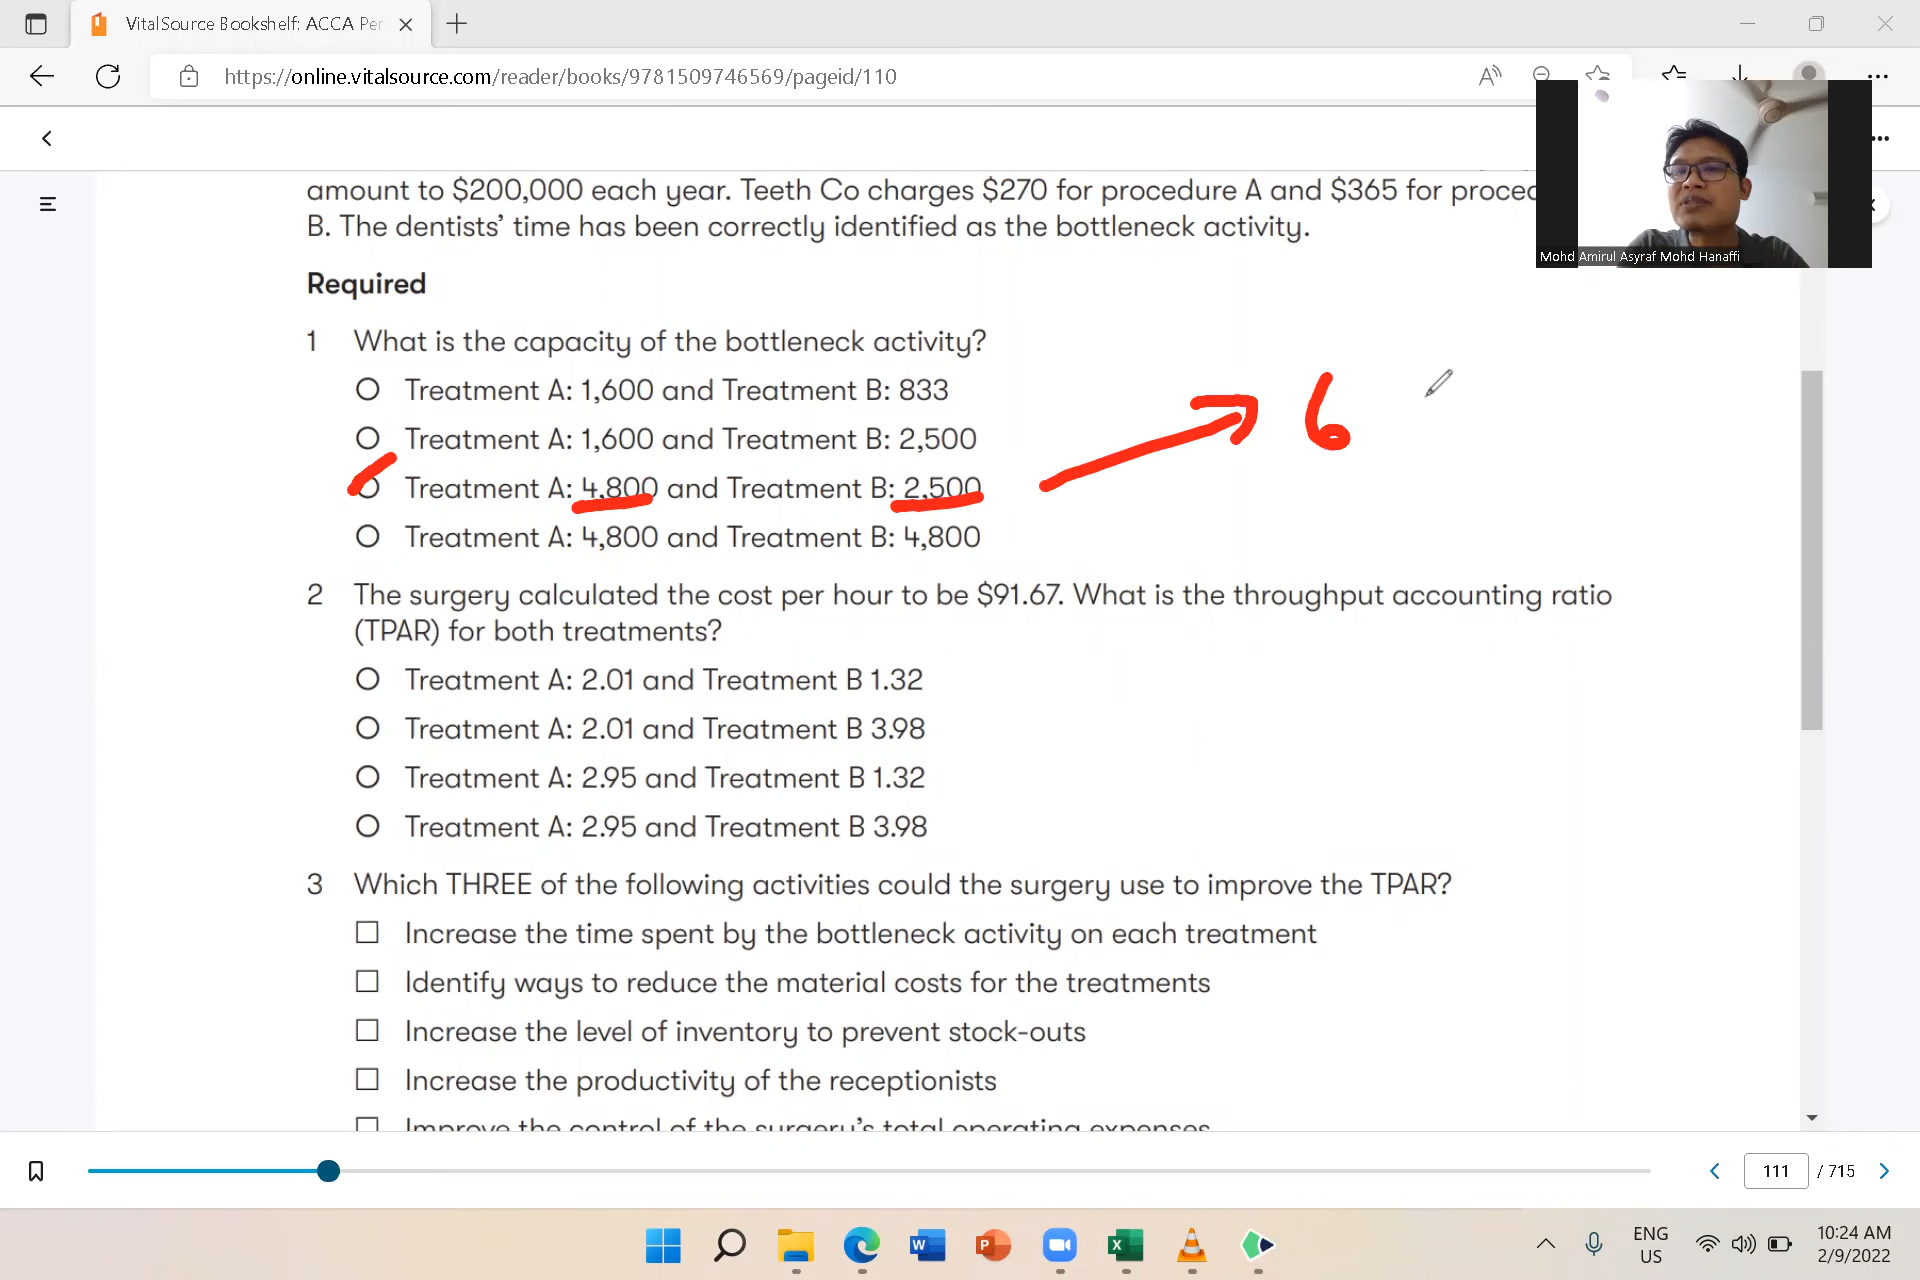 VitalSource Bookshelf: ACCA Per
https://online.vitalsource.com/reader/books/9781509746569/pageid/110
amount to $200,000 each year. Teeth Co charges $270 for procedure A and $365 for proced
B. The dentists' time has been correctly identified as the bottleneck activity.
Mohd Amirul Asyraf Mohd Hanaffi
Required
1 What is the capacity of the bottleneck activity?
Treatment A: 1,600 and Treatment B: 833
Treatment A: 1,600 and Treatment B: 2,500
Treatment A: 4,800 and Treatment B: 2,500
Treatment A: 4,800 and Treatment B: 4,800
6
2 The surgery calculated the cost per hour to be $91.67. What is the throughput accounting ratio
(TPAR) for both treatments?
Treatment A: 2.01 and Treatment B 1.32
Treatment A: 2.01 and Treatment B 3.98
Treatment A: 2.95 and Treatment B 1.32
Treatment A: 2.95 and Treatment B 3.98
3 Which THREE of the following activities could the surgery use to improve the TPAR?
Increase the time spent by the bottleneck activity on each treatment
Identify ways to reduce the material costs for the treatments
Increase the level of inventory to prevent stock-outs
Increase the productivity of the receptionists
Improve the control of the surgery's total operating expenses
111 / 715
ENG
US
10:24 AM
2/9/2022